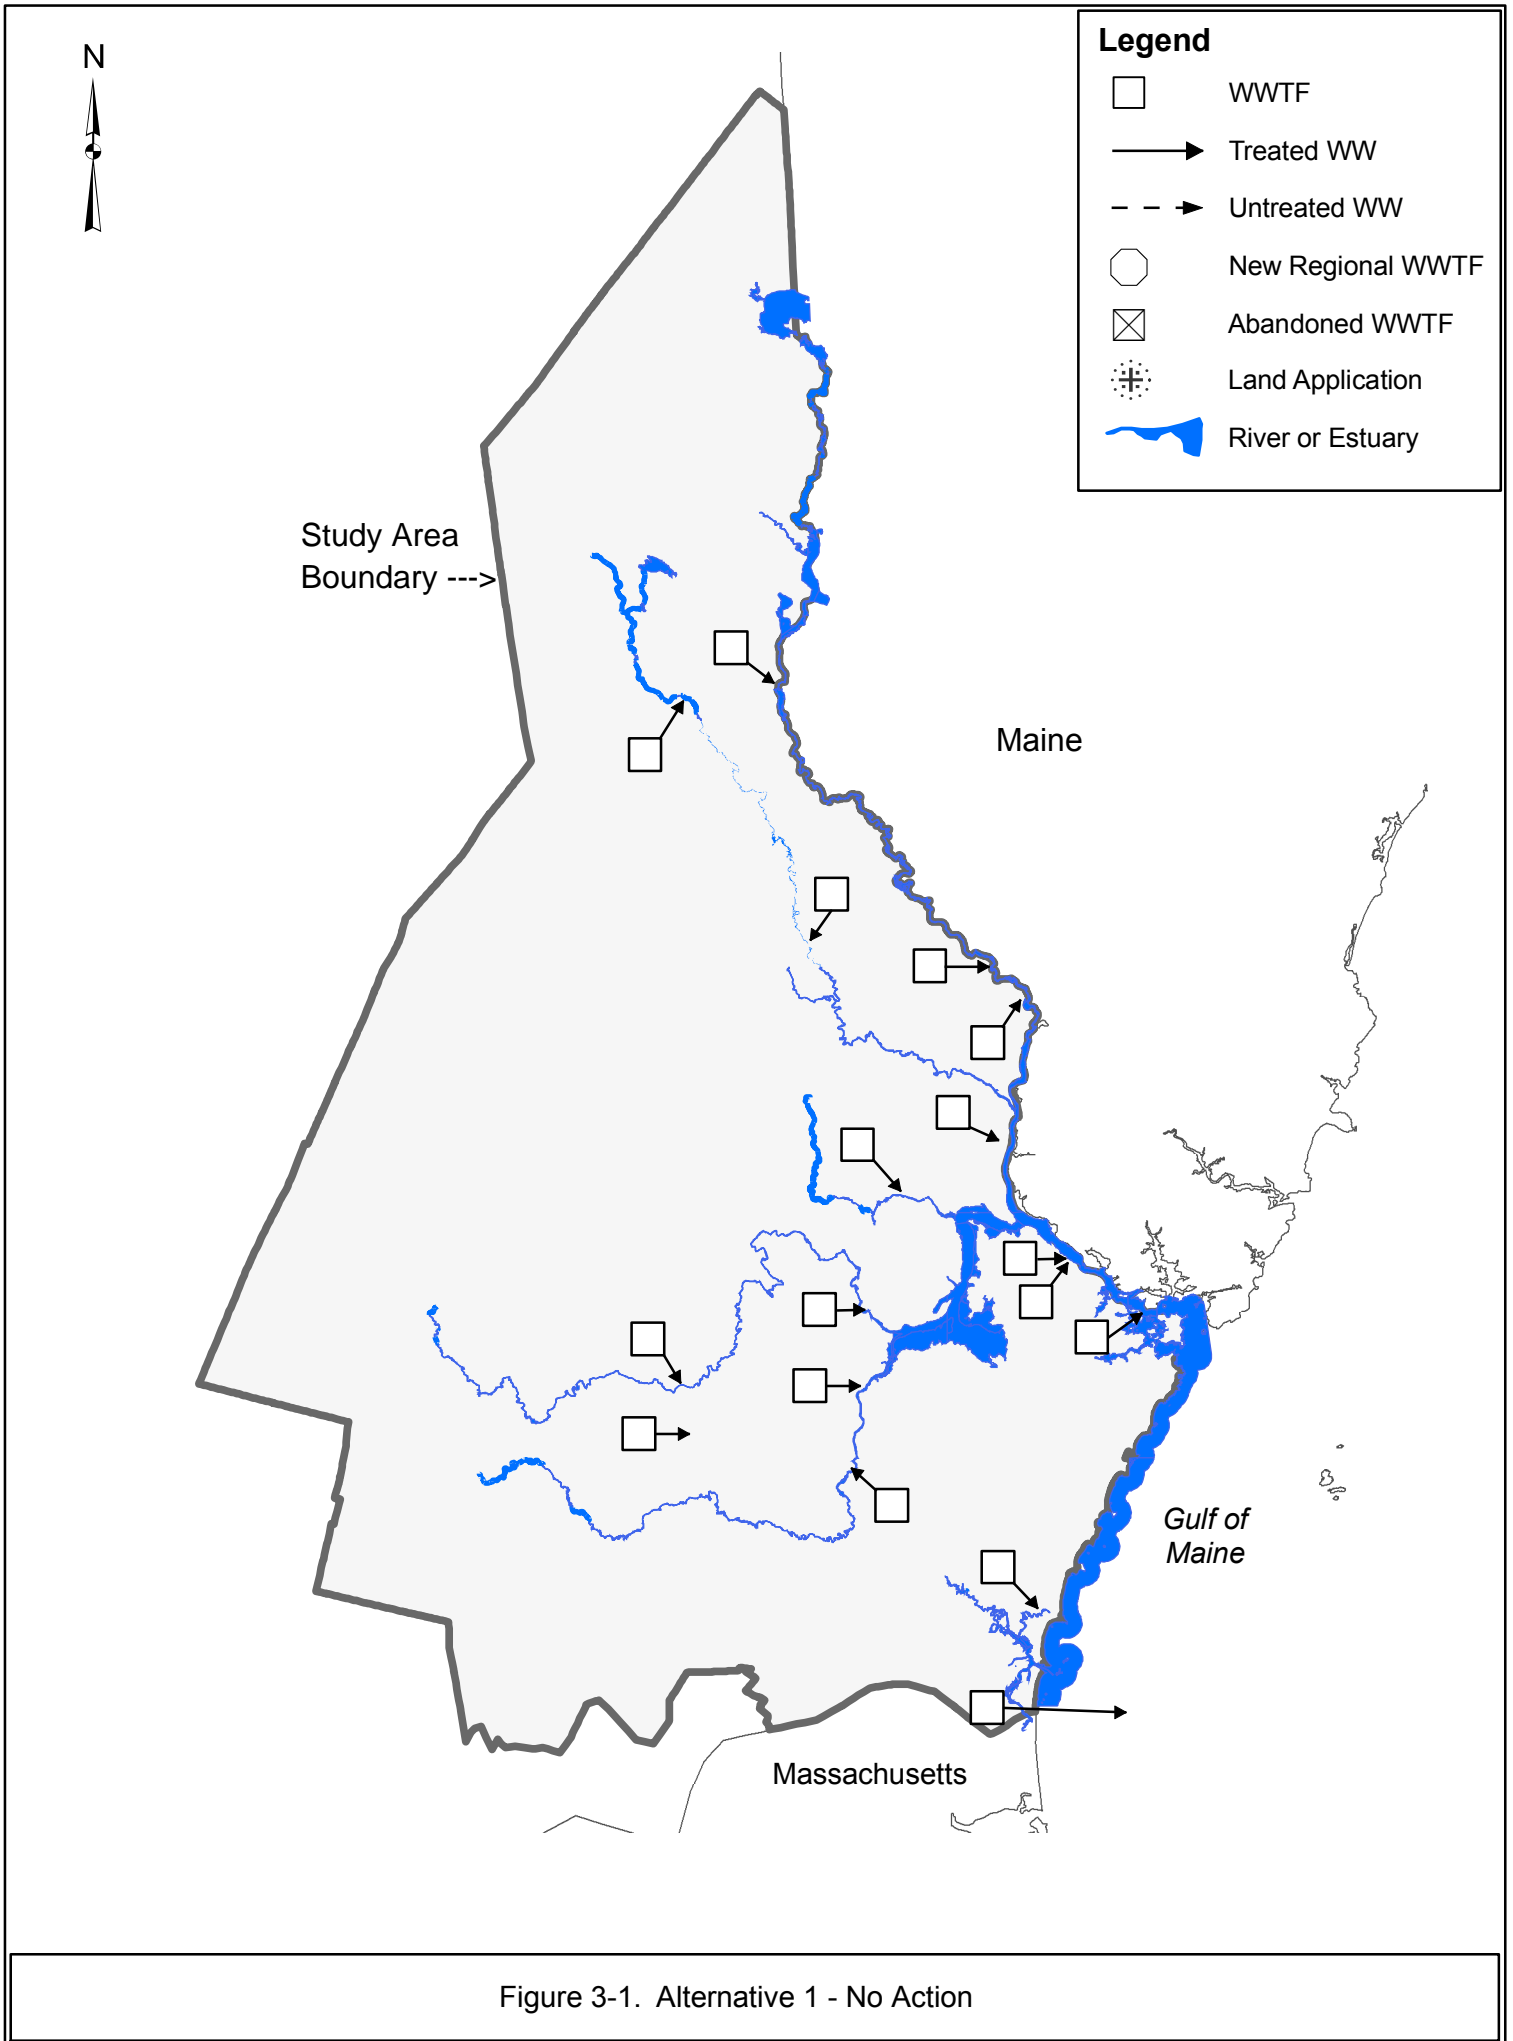 N
Legend
WWTF
Treated WW
Untreated WW
New Regional WWTF
Abandoned WWTF
Land Application
River or Estuary
Study Area
Boundary --->
Maine
Gulf of
Maine
Massachusetts
Figure 3-1. Alternative 1 - No Action